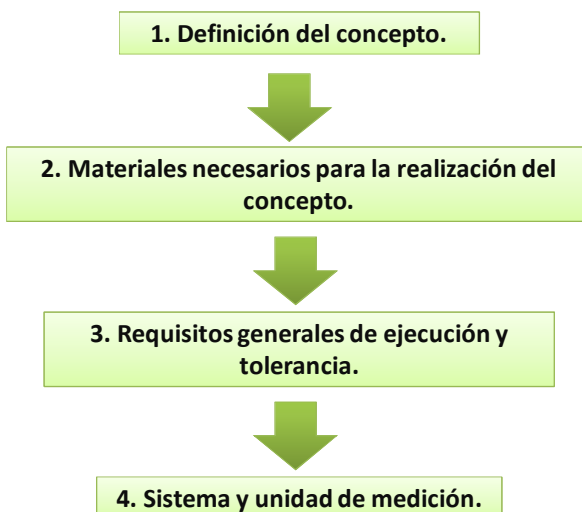 1. Definición del concepto.
2. Materiales necesarios para la realización del
concepto.
3. Requisitos generales de ejecución y
tolerancia.
4. Sistema y unidad de medición.